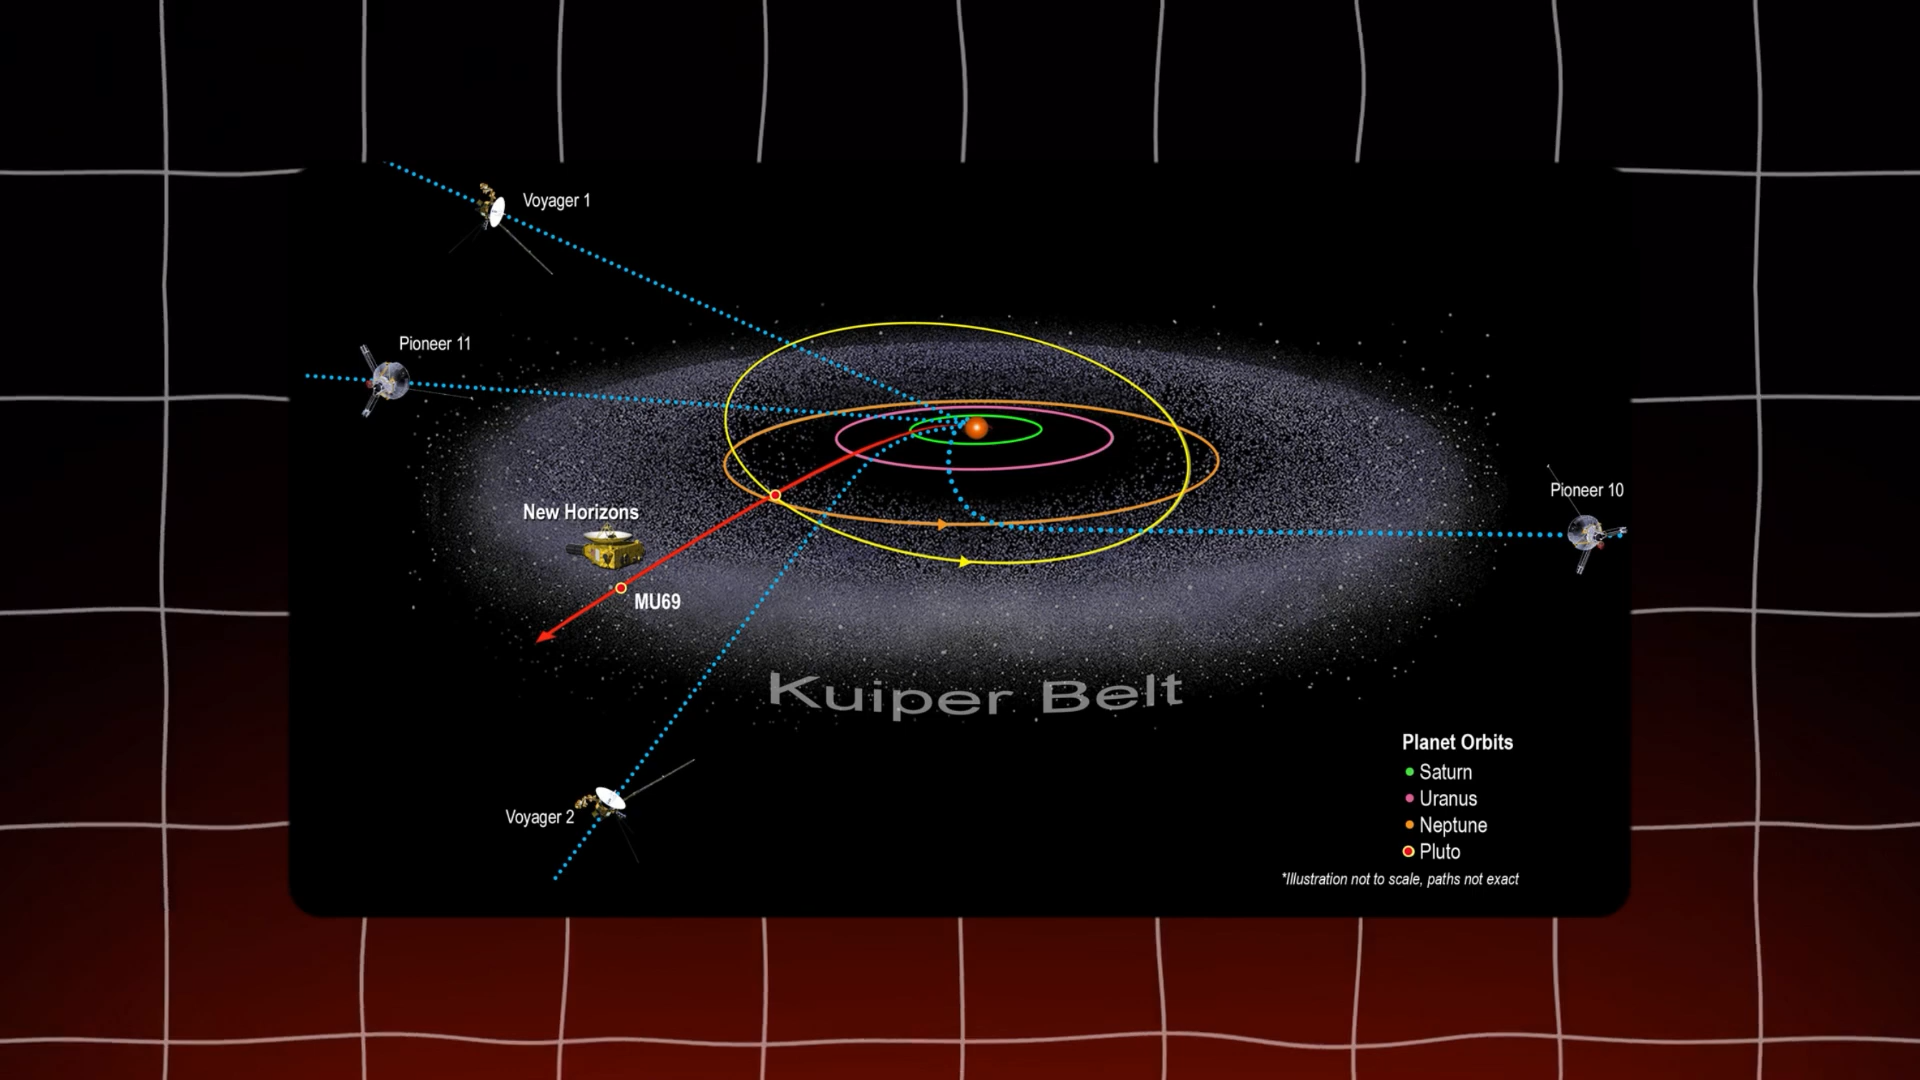 Voyager 1
Pioneer 11
Pioneer 10
New Horizons
MU69
Kuiper Belt
Voyager 2
Planet Orbits
Saturn
Uranus
Neptune
Pluto
*Illustration not to scale, paths not exact